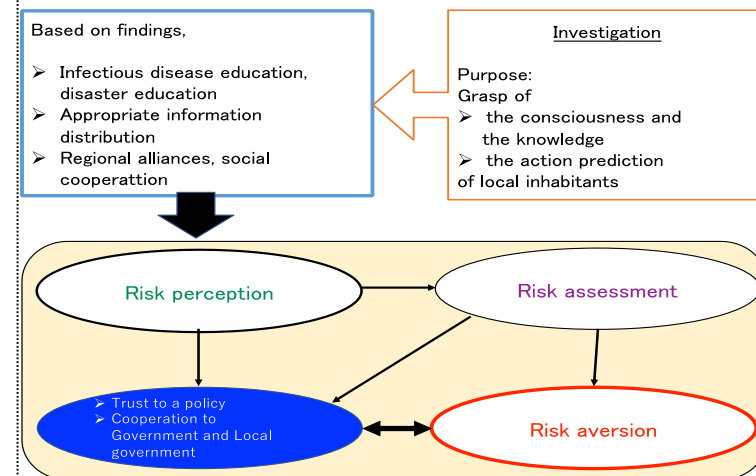 Based on findings,
➢ Infectious disease education,
disaster education
➢ Appropriate information
distribution
➢ Regional alliances, social
cooperattion
Investigation
Purpose:
Grasp of
➢ the consciousness and
the knowledge
➢ the action prediction
of local inhabitants
Risk perception
Risk assessment
➢ Trust to a policy
➢ Cooperation to
Government and Local
government
Risk aversion